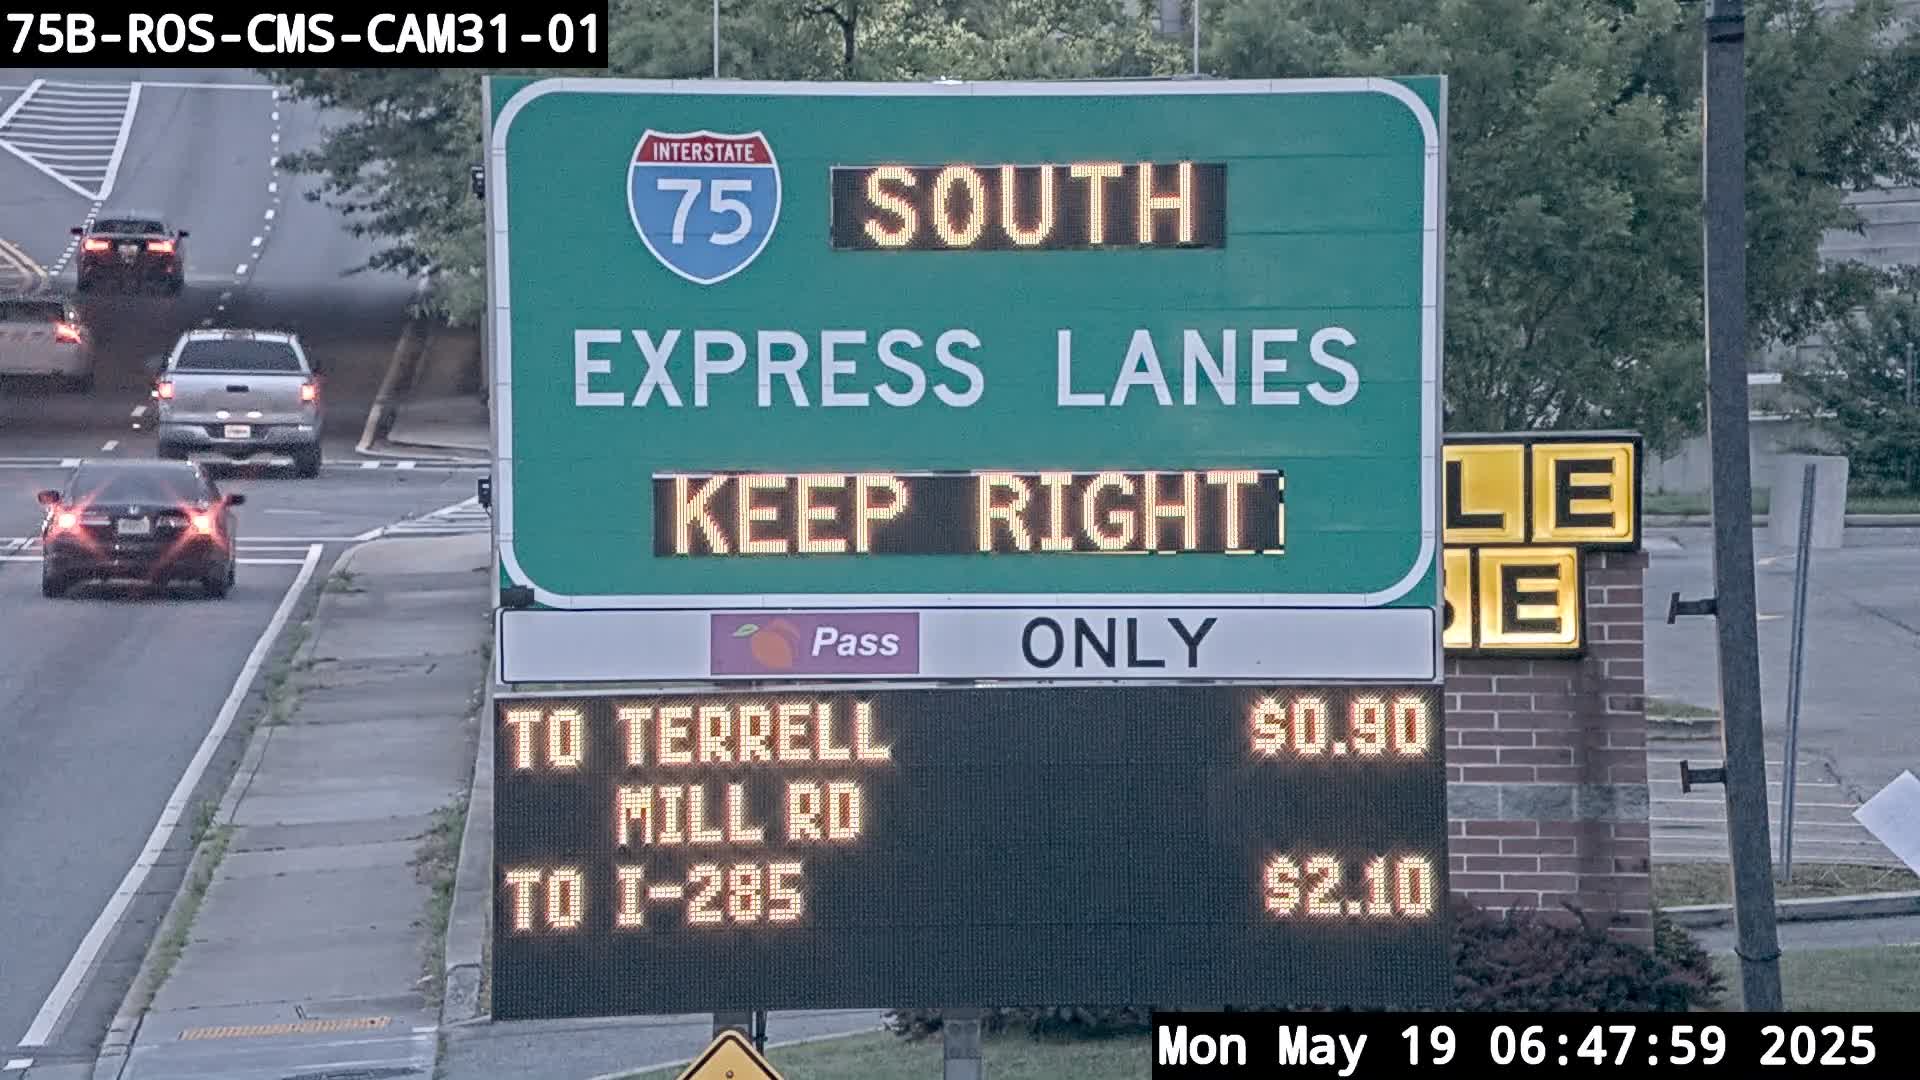 75B-ROS-CMS-CAM31-01
INTERSTATE
75
SOUTH
EXPRESS LANES
KEEP RIGHT
LE
E
Pass ONLY
TO TERRELL $0.90
MILL RD
TO I-285 $2.10
Mon May 19 06:47:59 2025